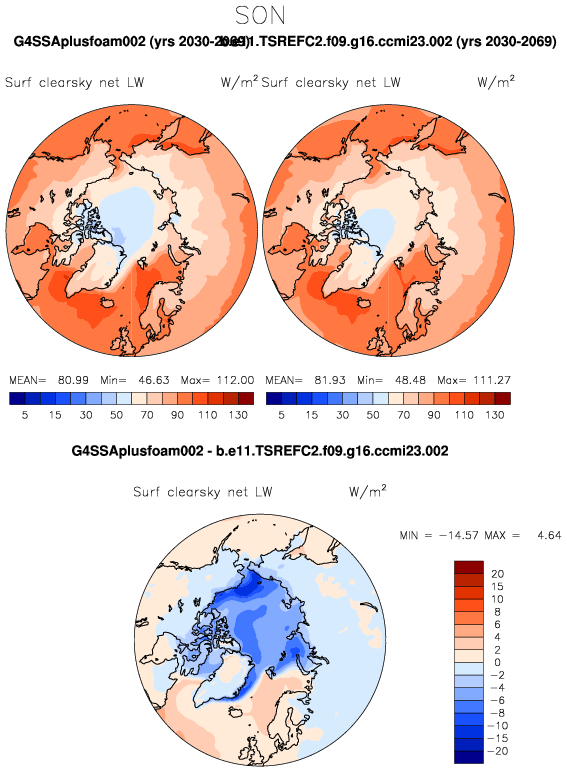 SON
G4SSAplusfoam002 (yrs 2030-2069) b.e11.TSREFC2.f09.g16.ccmi23.002 (yrs 2030-2069)
Surf clearsky net LW W/m² Surf clearsky net LW W/m²
MEAN= 80.99 Min= 46.63 Max= 112.00 MEAN= 81.93 Min= 48.48 Max= 111.27
5 15 30 50 70 90 110 130 5 15 30 50 70 90 110 130
G4SSAplusfoam002 - b.e11.TSREFC2.f09.g16.ccmi23.002
Surf clearsky net LW W/m²
MIN = -14.57 MAX = 4.64
20
15
10
8
6
4
2
0
-2
-4
-6
-8
-10
-15
-20